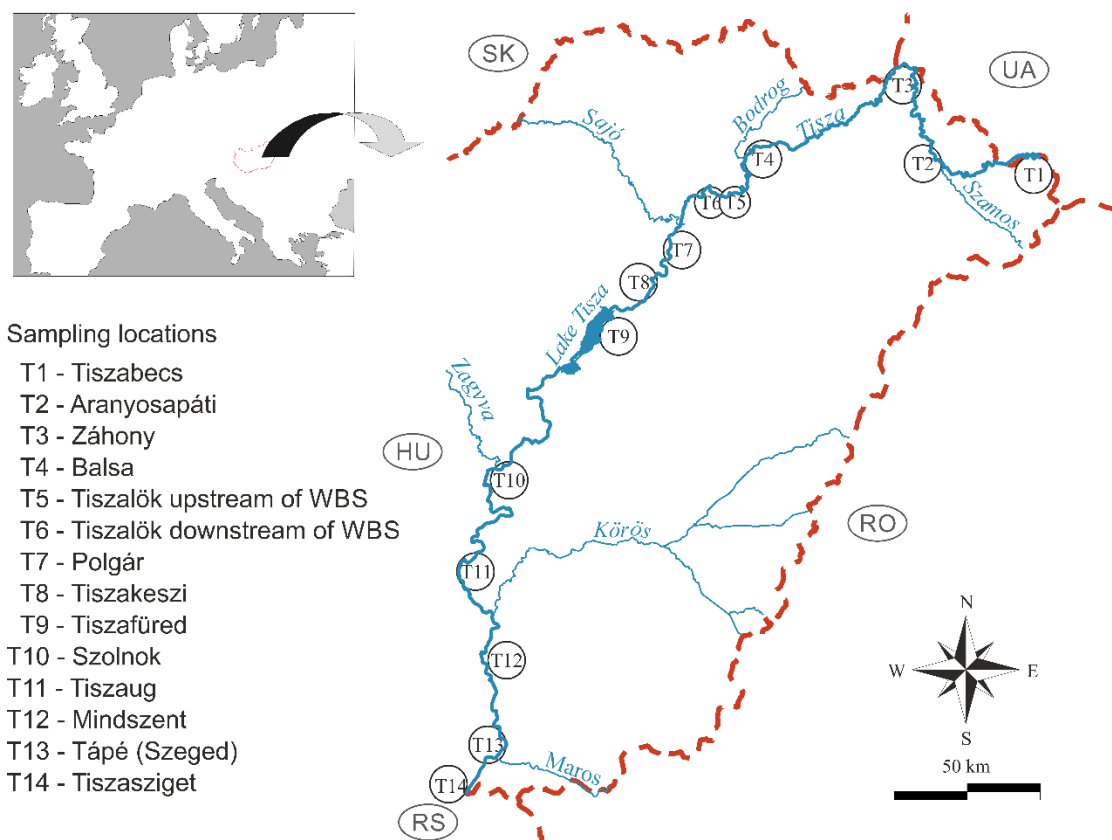 SK
UA
T3
Bodrog
Tisza
Sajó
T4
T2
T1
Szamos
T6
T5
T7
T8
Lake Tisza
T9
Sampling locations
T1 - Tiszabecs
T2 - Aranyosapáti
T3 - Záhony
T4 - Balsa
T5 - Tiszalök upstream of WBS
T6 - Tiszalök downstream of WBS
T7 - Polgár
T8 - Tiszakeszi
T9 - Tiszafüred
T10 - Szolnok
T11 - Tiszaug
T12 - Mindszent
T13 - Tápé (Szeged)
T14 - Tiszasziget
Zagyva
HU
T10
RO
Körös
T11
T12
T13
Maros
T14
RS
N
W
E
S
50 km